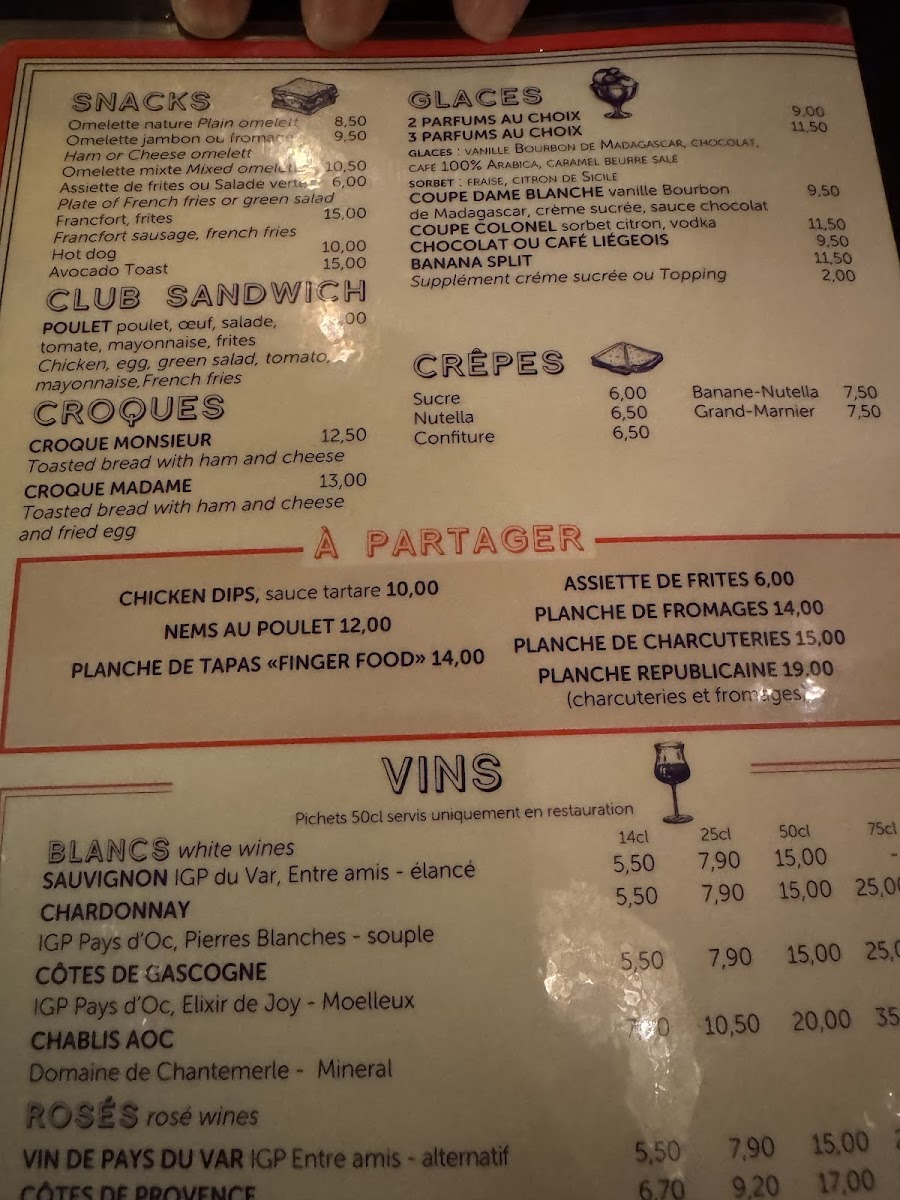 SNACKS
Omelette nature Plain omelett 8,50
Omelette jambon ou fromage 9,50
Ham or Cheese omelett
Omelette mixte Mixed omelett 10,50
Assiette de frites ou Salade verte 6,00
Plate of French fries or green salad
Francfort, frites 15,00
Francfort sausage, french fries
Hot dog 10,00
Avocado Toast 15,00
CLUB SANDWICH
POULET poulet, œuf, salade,
tomate, mayonnaise, frites
Chicken, egg, green salad, tomato,
mayonnaise,French fries
CROQUES
CROQUE MONSIEUR 12,50
Toasted bread with ham and cheese
CROQUE MADAME 13,00
Toasted bread with ham and cheese
and fried egg
GLACES
2 PARFUMS AU CHOIX 9,00
3 PARFUMS AU CHOIX 11,50
GLACES : VANILLE BOURBON DE MADAGASCAR, CHOCOLAT,
CAFÉ 100% ARABICA, CARAMEL BEURRE SALÉ
SORBET : FRAISE, CITRON DE SICILE
COUPE DAME BLANCHE vanille Bourbon 9,50
de Madagascar, crème sucrée, sauce chocolat
COUPE COLONEL sorbet citron, vodka 11,50
CHOCOLAT OU CAFÉ LIÉGEOIS 9,50
BANANA SPLIT 11,50
Supplément créme sucrée ou Topping 2,00
CRÊPES
Sucre 6,00 Banane-Nutella 7,50
Nutella 6,50 Grand-Marnier 7,50
Confiture 6,50
À PARTAGER
CHICKEN DIPS, sauce tartare 10,00
NEMS AU POULET 12,00
PLANCHE DE TAPAS «FINGER FOOD» 14,00
ASSIETTE DE FRITES 6,00
PLANCHE DE FROMAGES 14,00
PLANCHE DE CHARCUTERIES 15,00
PLANCHE REPUBLICAINE 19,00
(charcuteries et fromages)
VINS
Pichets 50cl servis uniquement en restauration
BLANCS white wines 14cl 25cl 50cl 75cl
SAUVIGNON IGP du Var, Entre amis - élancé 5,50 7,90 15,00 -
CHARDONNAY 5,50 7,90 15,00 25,00
IGP Pays d'Oc, Pierres Blanches - souple
CÔTES DE GASCOGNE 5,50 7,90 15,00 25,0
IGP Pays d'Oc, Elixir de Joy - Moelleux
CHABLIS AOC 10,50 20,00 35
Domaine de Chantemerle - Mineral
ROSÉS rosé wines
VIN DE PAYS DU VAR IGP Entre amis - alternatif 5,50 7,90 15,00
CÔTES DE PROVENCE 6,70 9,20 17,00